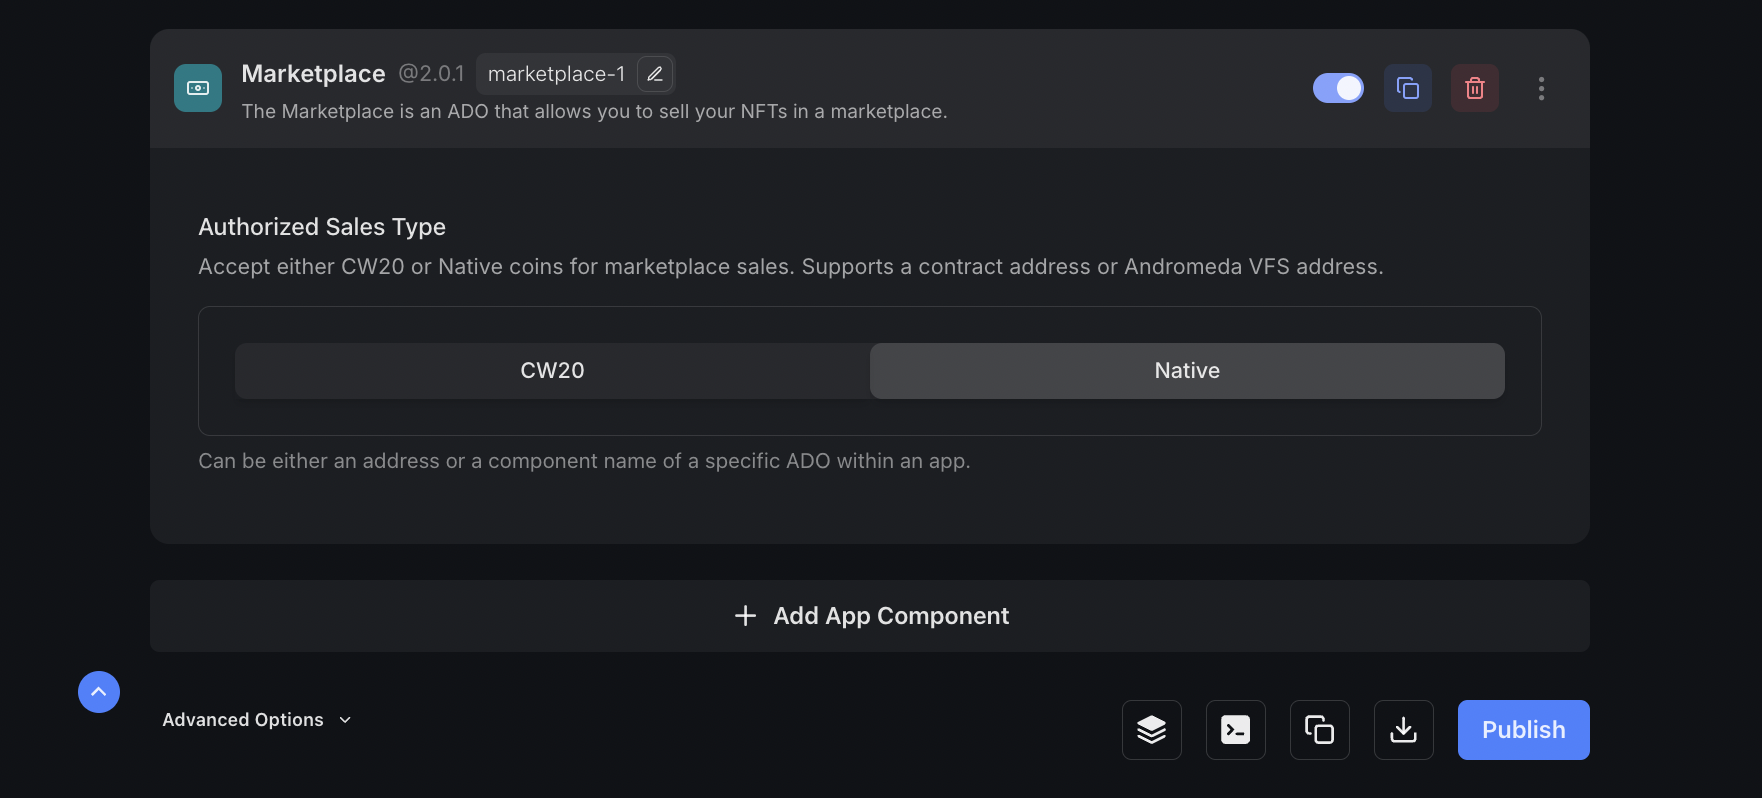 Marketplace @2.0.1 marketplace-1
The Marketplace is an ADO that allows you to sell your NFTs in a marketplace.
Authorized Sales Type
Accept either CW20 or Native coins for marketplace sales. Supports a contract address or Andromeda VFS address.
CW20 Native
Can be either an address or a component name of a specific ADO within an app.
Add App Component
Advanced Options
Publish